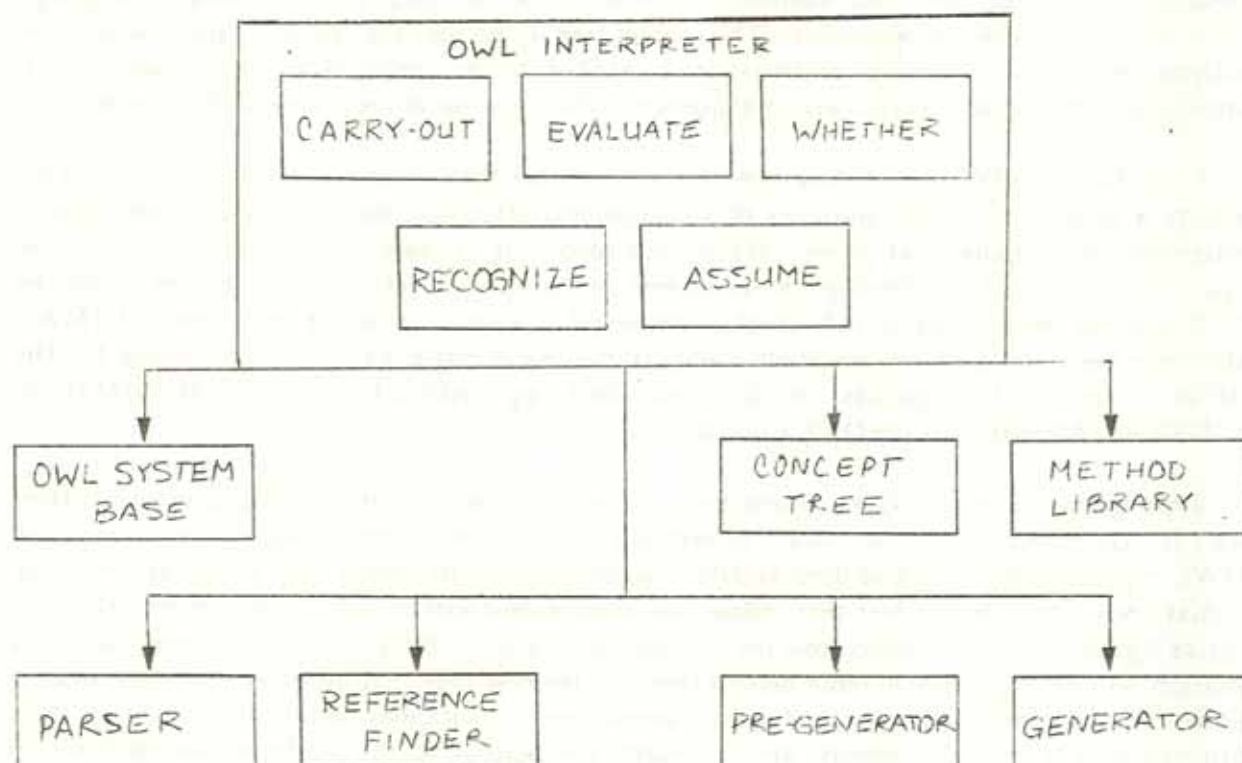 OWL INTERPRETER
CARRY-OUT
EVALUATE
WHETHER
RECOGNIZE
ASSUME
OWL SYSTEM
BASE
CONCEPT
TREE
METHOD
LIBRARY
PARSER
REFERENCE
FINDER
PRE-GENERATOR
GENERATOR